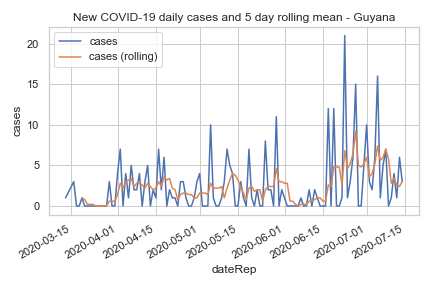 New COVID-19 daily cases and 5 day rolling mean - Guyana
cases
cases (rolling)
20
15
10
5
0
cases
2020-03-15
2020-04-01
2020-04-15
2020-05-01
2020-05-15
2020-06-01
2020-06-15
2020-07-01
2020-07-15
dateRep